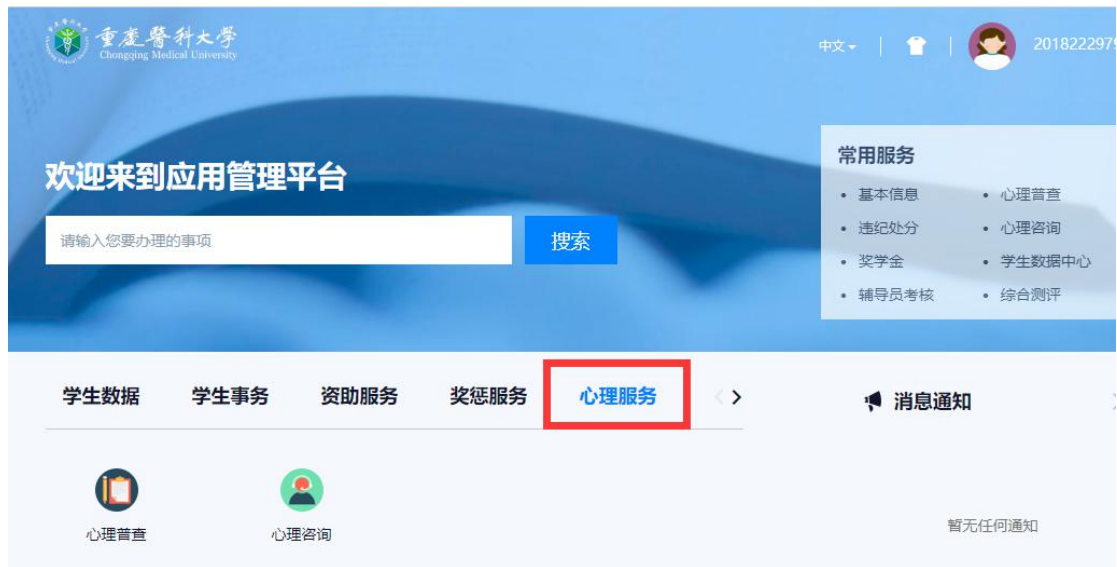 重慶醫科大學
Chongqing Medical University
中文
2018222979
欢迎来到应用管理平台
请输入您要办理的事项
搜索
常用服务
基本信息
心理普查
违纪处分
心理咨询
奖学金
学生数据中心
辅导员考核
综合测评
学生数据 学生事务 资助服务 奖惩服务 心理服务
消息通知
心理普查
心理咨询
暂无任何通知